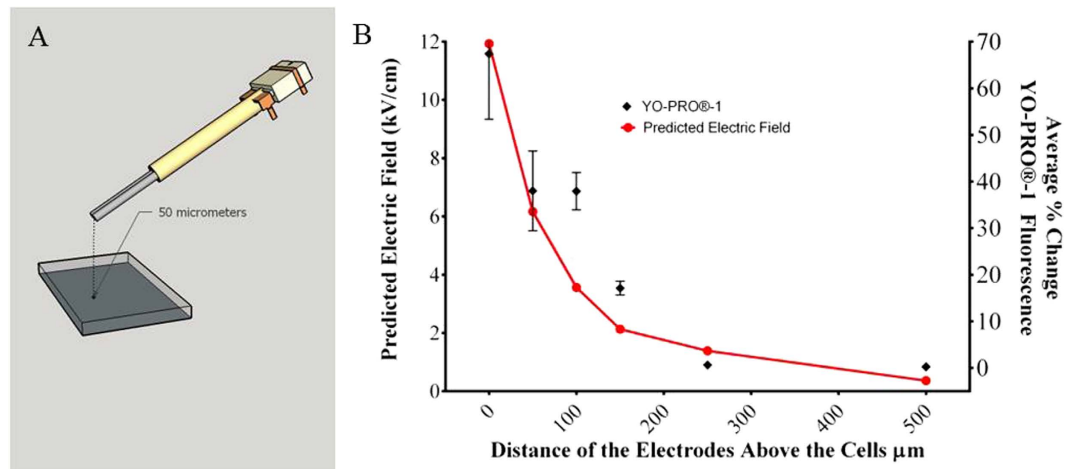 A
50 micrometers
B
Predicted Electric Field (kV/cm)
12
10
8
6
4
2
0
YO-PRO®-1
Predicted Electric Field
70
60
50
40
30
20
10
0
Average % Change
YO-PRO®-1 Fluorescence
0
100
200
300
400
500
Distance of the Electrodes Above the Cells μm